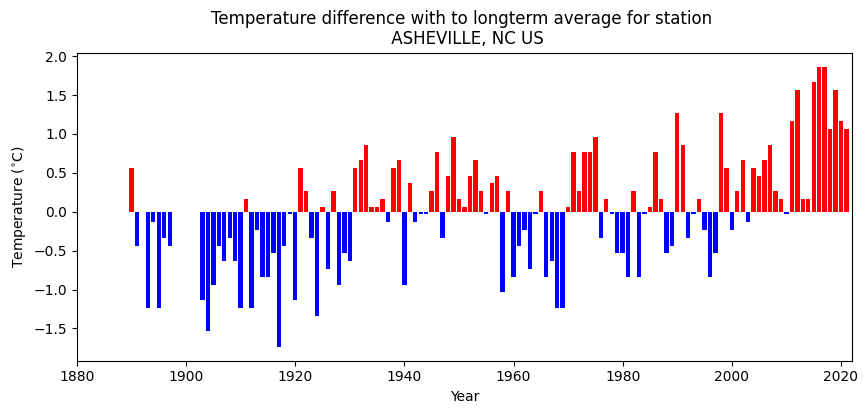 Temperature difference with to longterm average for station
ASHEVILLE, NC US
Temperature (°C)
2.0
1.5
1.0
0.5
0.0
−0.5
−1.0
−1.5
1880 1900 1920 1940 1960 1980 2000 2020
Year